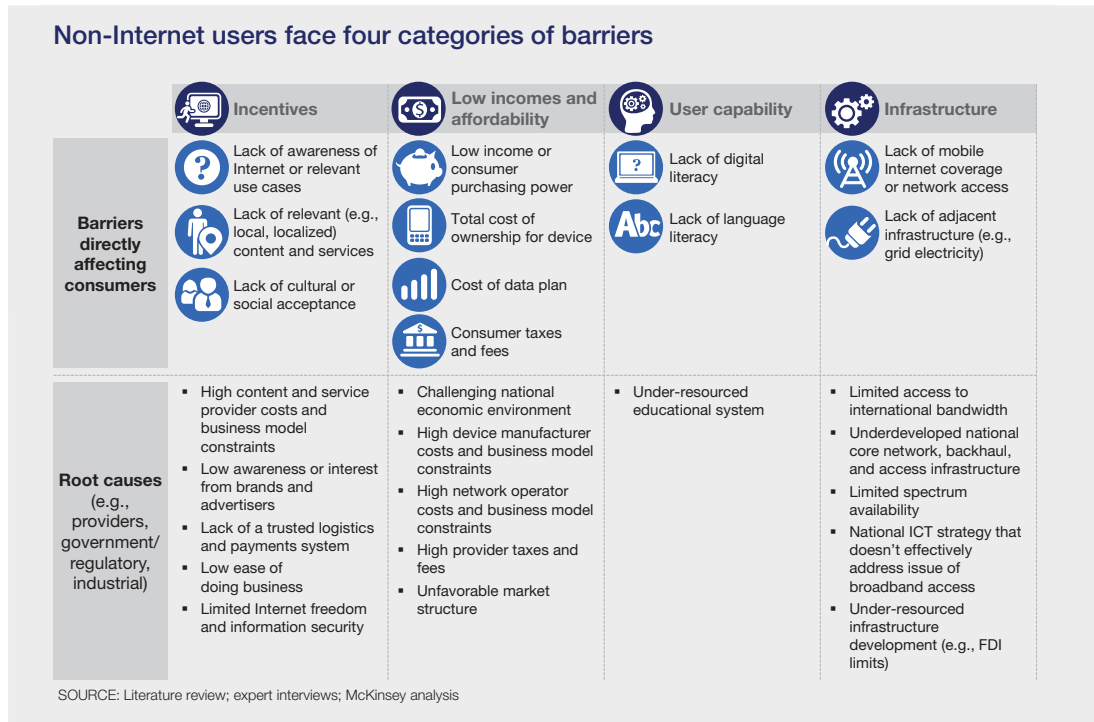 Non-Internet users face four categories of barriers
Incentives
Low incomes and
affordability
User capability
Infrastructure
Barriers
directly
affecting
consumers
?
Lack of awareness of
Internet or relevant
use cases
Lack of relevant (e.g.,
local, localized)
content and services
Lack of cultural or
social acceptance
$
Low income or
consumer
purchasing power
Total cost of
ownership for device
Cost of data plan
$
Consumer taxes
and fees
?
Lack of digital
literacy
Abc
Lack of language
literacy
Lack of mobile
Internet coverage
or network access
Lack of adjacent
infrastructure (e.g.,
grid electricity)
Root causes
(e.g.,
providers,
government/
regulatory,
industrial)
▪ High content and service
provider costs and
business model
constraints
▪ Low awareness or interest
from brands and
advertisers
▪ Lack of a trusted logistics
and payments system
▪ Low ease of
doing business
▪ Limited Internet freedom
and information security
▪ Challenging national
economic environment
▪ High device manufacturer
costs and business model
constraints
▪ High network operator
costs and business model
constraints
▪ High provider taxes and
fees
▪ Unfavorable market
structure
▪ Under-resourced
educational system
▪ Limited access to
international bandwidth
▪ Underdeveloped national
core network, backhaul,
and access infrastructure
▪ Limited spectrum
availability
▪ National ICT strategy that
doesn't effectively
address issue of
broadband access
▪ Under-resourced
infrastructure
development (e.g., FDI
limits)
SOURCE: Literature review; expert interviews; McKinsey analysis